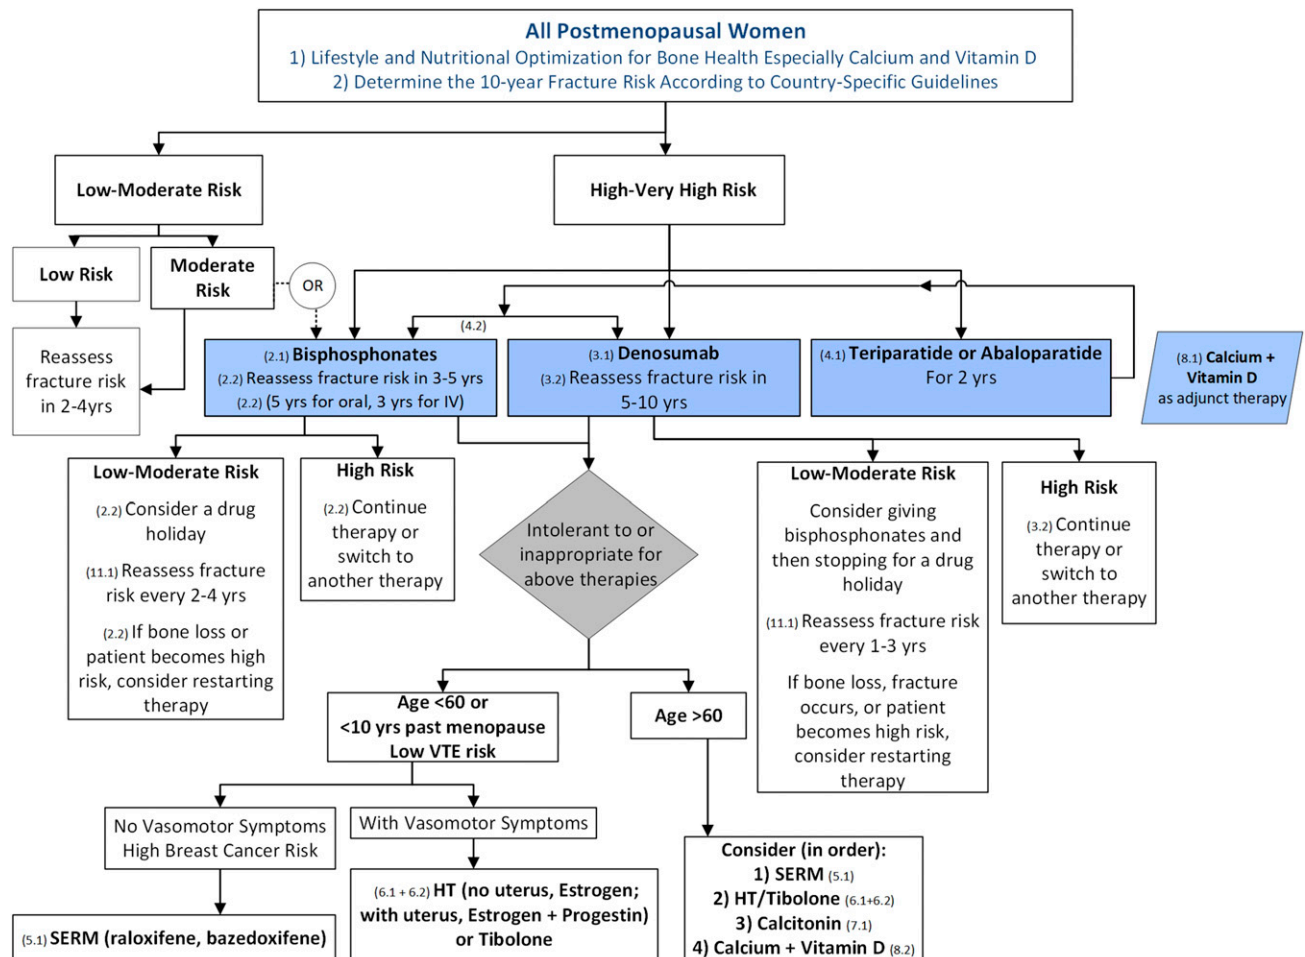 All Postmenopausal Women
1) Lifestyle and Nutritional Optimization for Bone Health Especially Calcium and Vitamin D
2) Determine the 10-year Fracture Risk According to Country-Specific Guidelines
Low-Moderate Risk
High-Very High Risk
Low Risk
Moderate
Risk
OR
Reassess
fracture risk
in 2-4yrs
(4.2)
(2.1) Bisphosphonates
(2.2) Reassess fracture risk in 3-5 yrs
(2.2) (5 yrs for oral, 3 yrs for IV)
(3.1) Denosumab
(3.2) Reassess fracture risk in
5-10 yrs
(4.1) Teriparatide or Abaloparatide
For 2 yrs
(8.1) Calcium +
Vitamin D
as adjunct therapy
Low-Moderate Risk
(2.2) Consider a drug
holiday
(11.1) Reassess fracture
risk every 2-4 yrs
(2.2) If bone loss or
patient becomes high
risk, consider restarting
therapy
High Risk
(2.2) Continue
therapy or
switch to
another therapy
Intolerant to or
inappropriate for
above therapies
Low-Moderate Risk
Consider giving
bisphosphonates and
then stopping for a drug
holiday
(11.1) Reassess fracture risk
every 1-3 yrs
If bone loss, fracture
occurs, or patient
becomes high risk,
consider restarting
therapy
High Risk
(3.2) Continue
therapy or
switch to
another therapy
Age <60 or
<10 yrs past menopause
Low VTE risk
Age >60
No Vasomotor Symptoms
High Breast Cancer Risk
With Vasomotor Symptoms
(5.1) SERM (raloxifene, bazedoxifene)
(6.1 + 6.2) HT (no uterus, Estrogen;
with uterus, Estrogen + Progestin)
or Tibolone
Consider (in order):
1) SERM (5.1)
2) HT/Tibolone (6.1+6.2)
3) Calcitonin (7.1)
4) Calcium + Vitamin D (8.2)